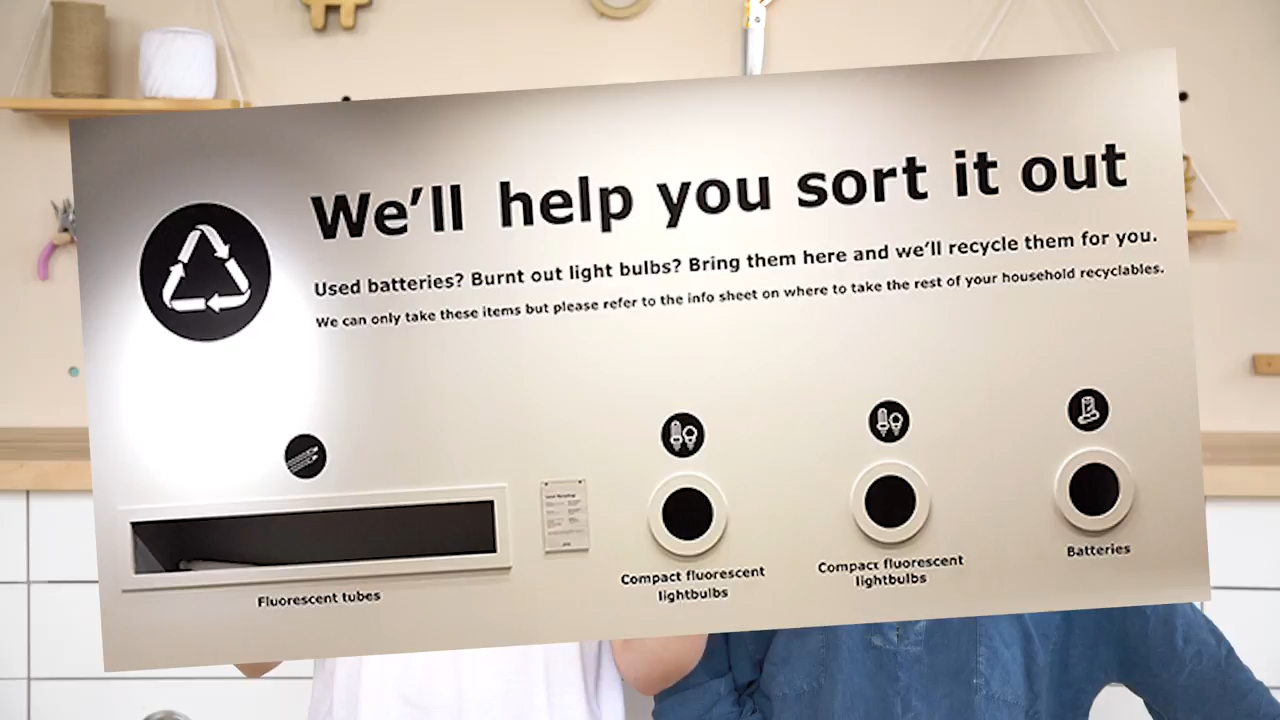 We'll help you sort it out
Used batteries? Burnt out light bulbs? Bring them here and we'll recycle them for you.
We can only take these items but please refer to the info sheet on where to take the rest of your household recyclables.
Fluorescent tubes
Compact fluorescent
lightbulbs
Compact fluorescent
lightbulbs
Batteries